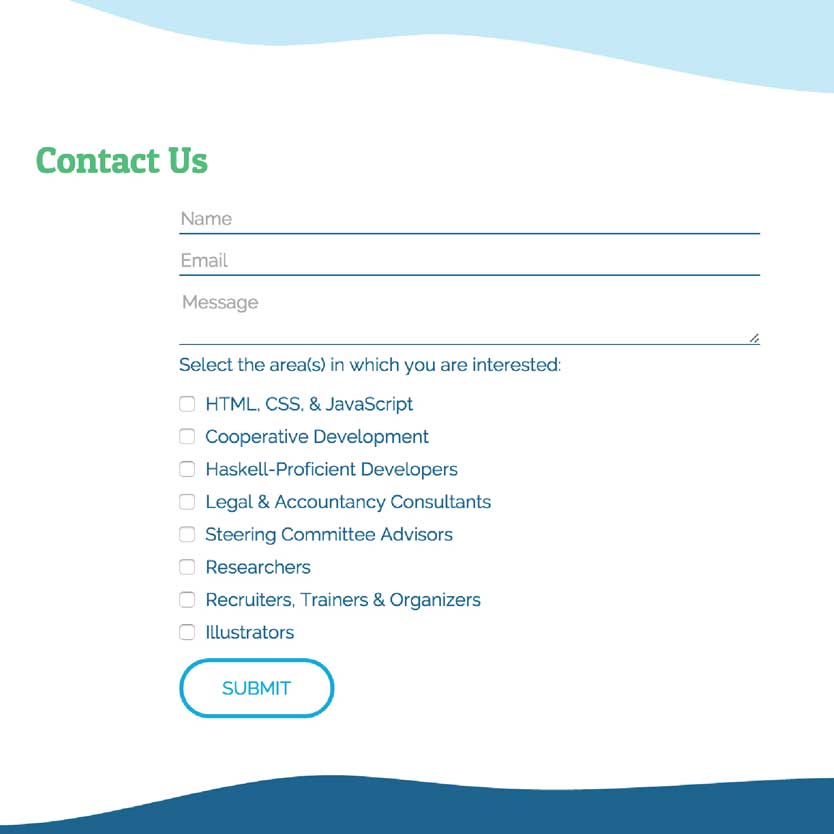 Contact Us
Name
Email
Message
Select the area(s) in which you are interested:
HTML, CSS, & JavaScript
Cooperative Development
Haskell-Proficient Developers
Legal & Accountancy Consultants
Steering Committee Advisors
Researchers
Recruiters, Trainers & Organizers
Illustrators
SUBMIT